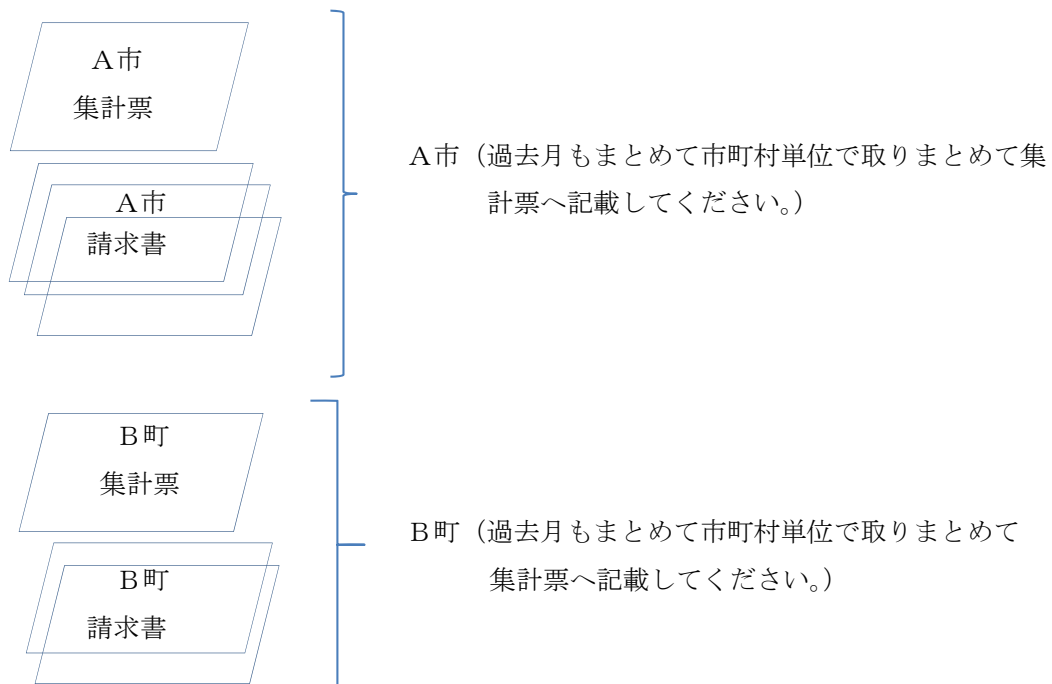 A市
集計票
A市(過去月もまとめて市町村単位で取りまとめて集
計票へ記載してください。)
A市
請求書
B町
集計票
B町(過去月もまとめて市町村単位で取りまとめて
集計票へ記載してください。)
B町
請求書